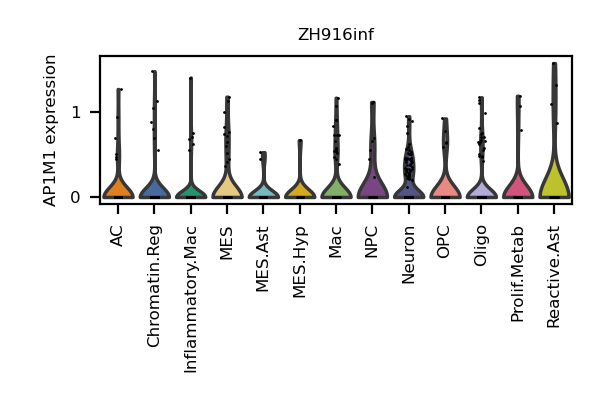 ZH916inf
AP1M1 expression
1
0
AC
Chromatin.Reg
Inflammatory.Mac
MES
MES.Ast
MES.Hyp
Mac
NPC
Neuron
OPC
Oligo
Prolif.Metab
Reactive.Ast